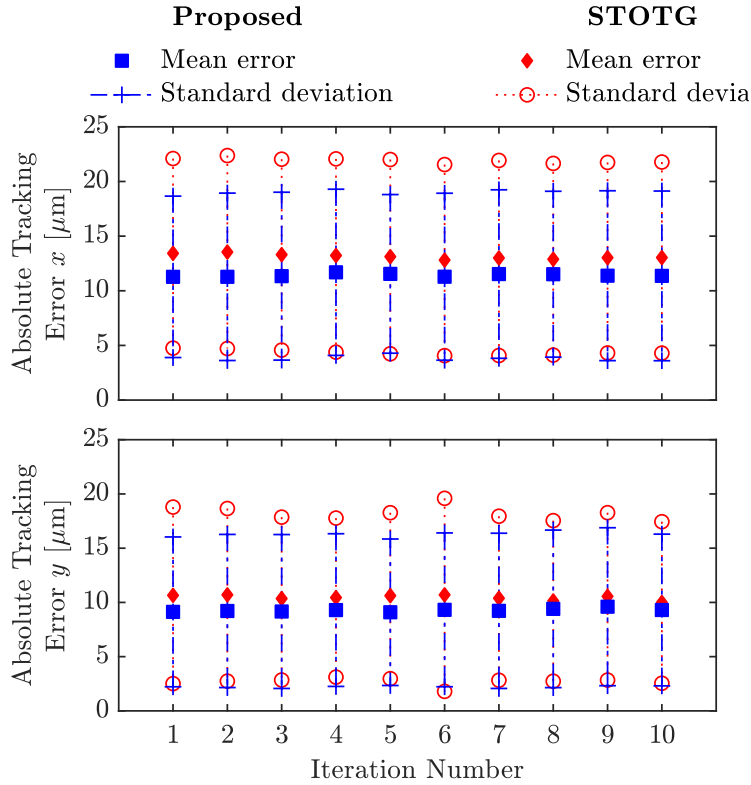 Proposed STOTG
Mean error Mean error
Standard deviation Standard devia
25
20
15
10
5
0
Absolute Tracking
Error x [μm]
25
20
15
10
5
0
Absolute Tracking
Error y [μm]
1 2 3 4 5 6 7 8 9 10
Iteration Number